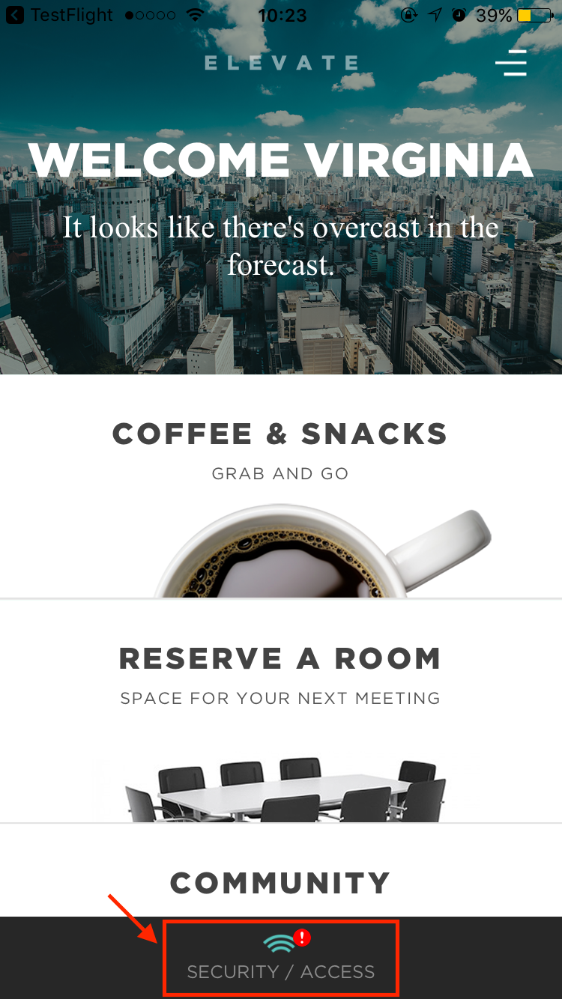 TestFlight 10:23 39%
ELEVATE
WELCOME VIRGINIA
It looks like there's overcast in the
forecast.
COFFEE & SNACKS
GRAB AND GO
RESERVE A ROOM
SPACE FOR YOUR NEXT MEETING
COMMUNITY
!
SECURITY / ACCESS